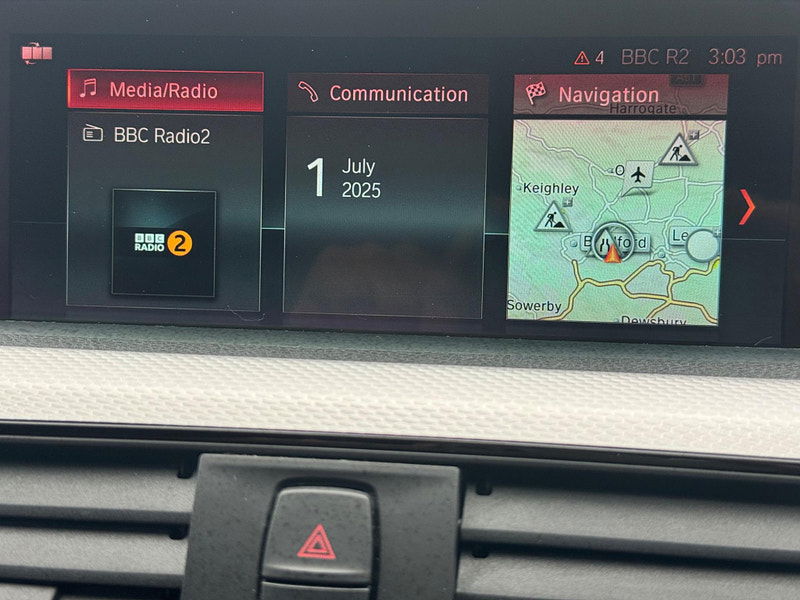 4 BBC R2 3:03 pm
Media/Radio
BBC Radio2
BBC
RADIO 2
Communication
1 July
2025
Navigation
Harrogate
Keighley
Sowerby
Dewsbury